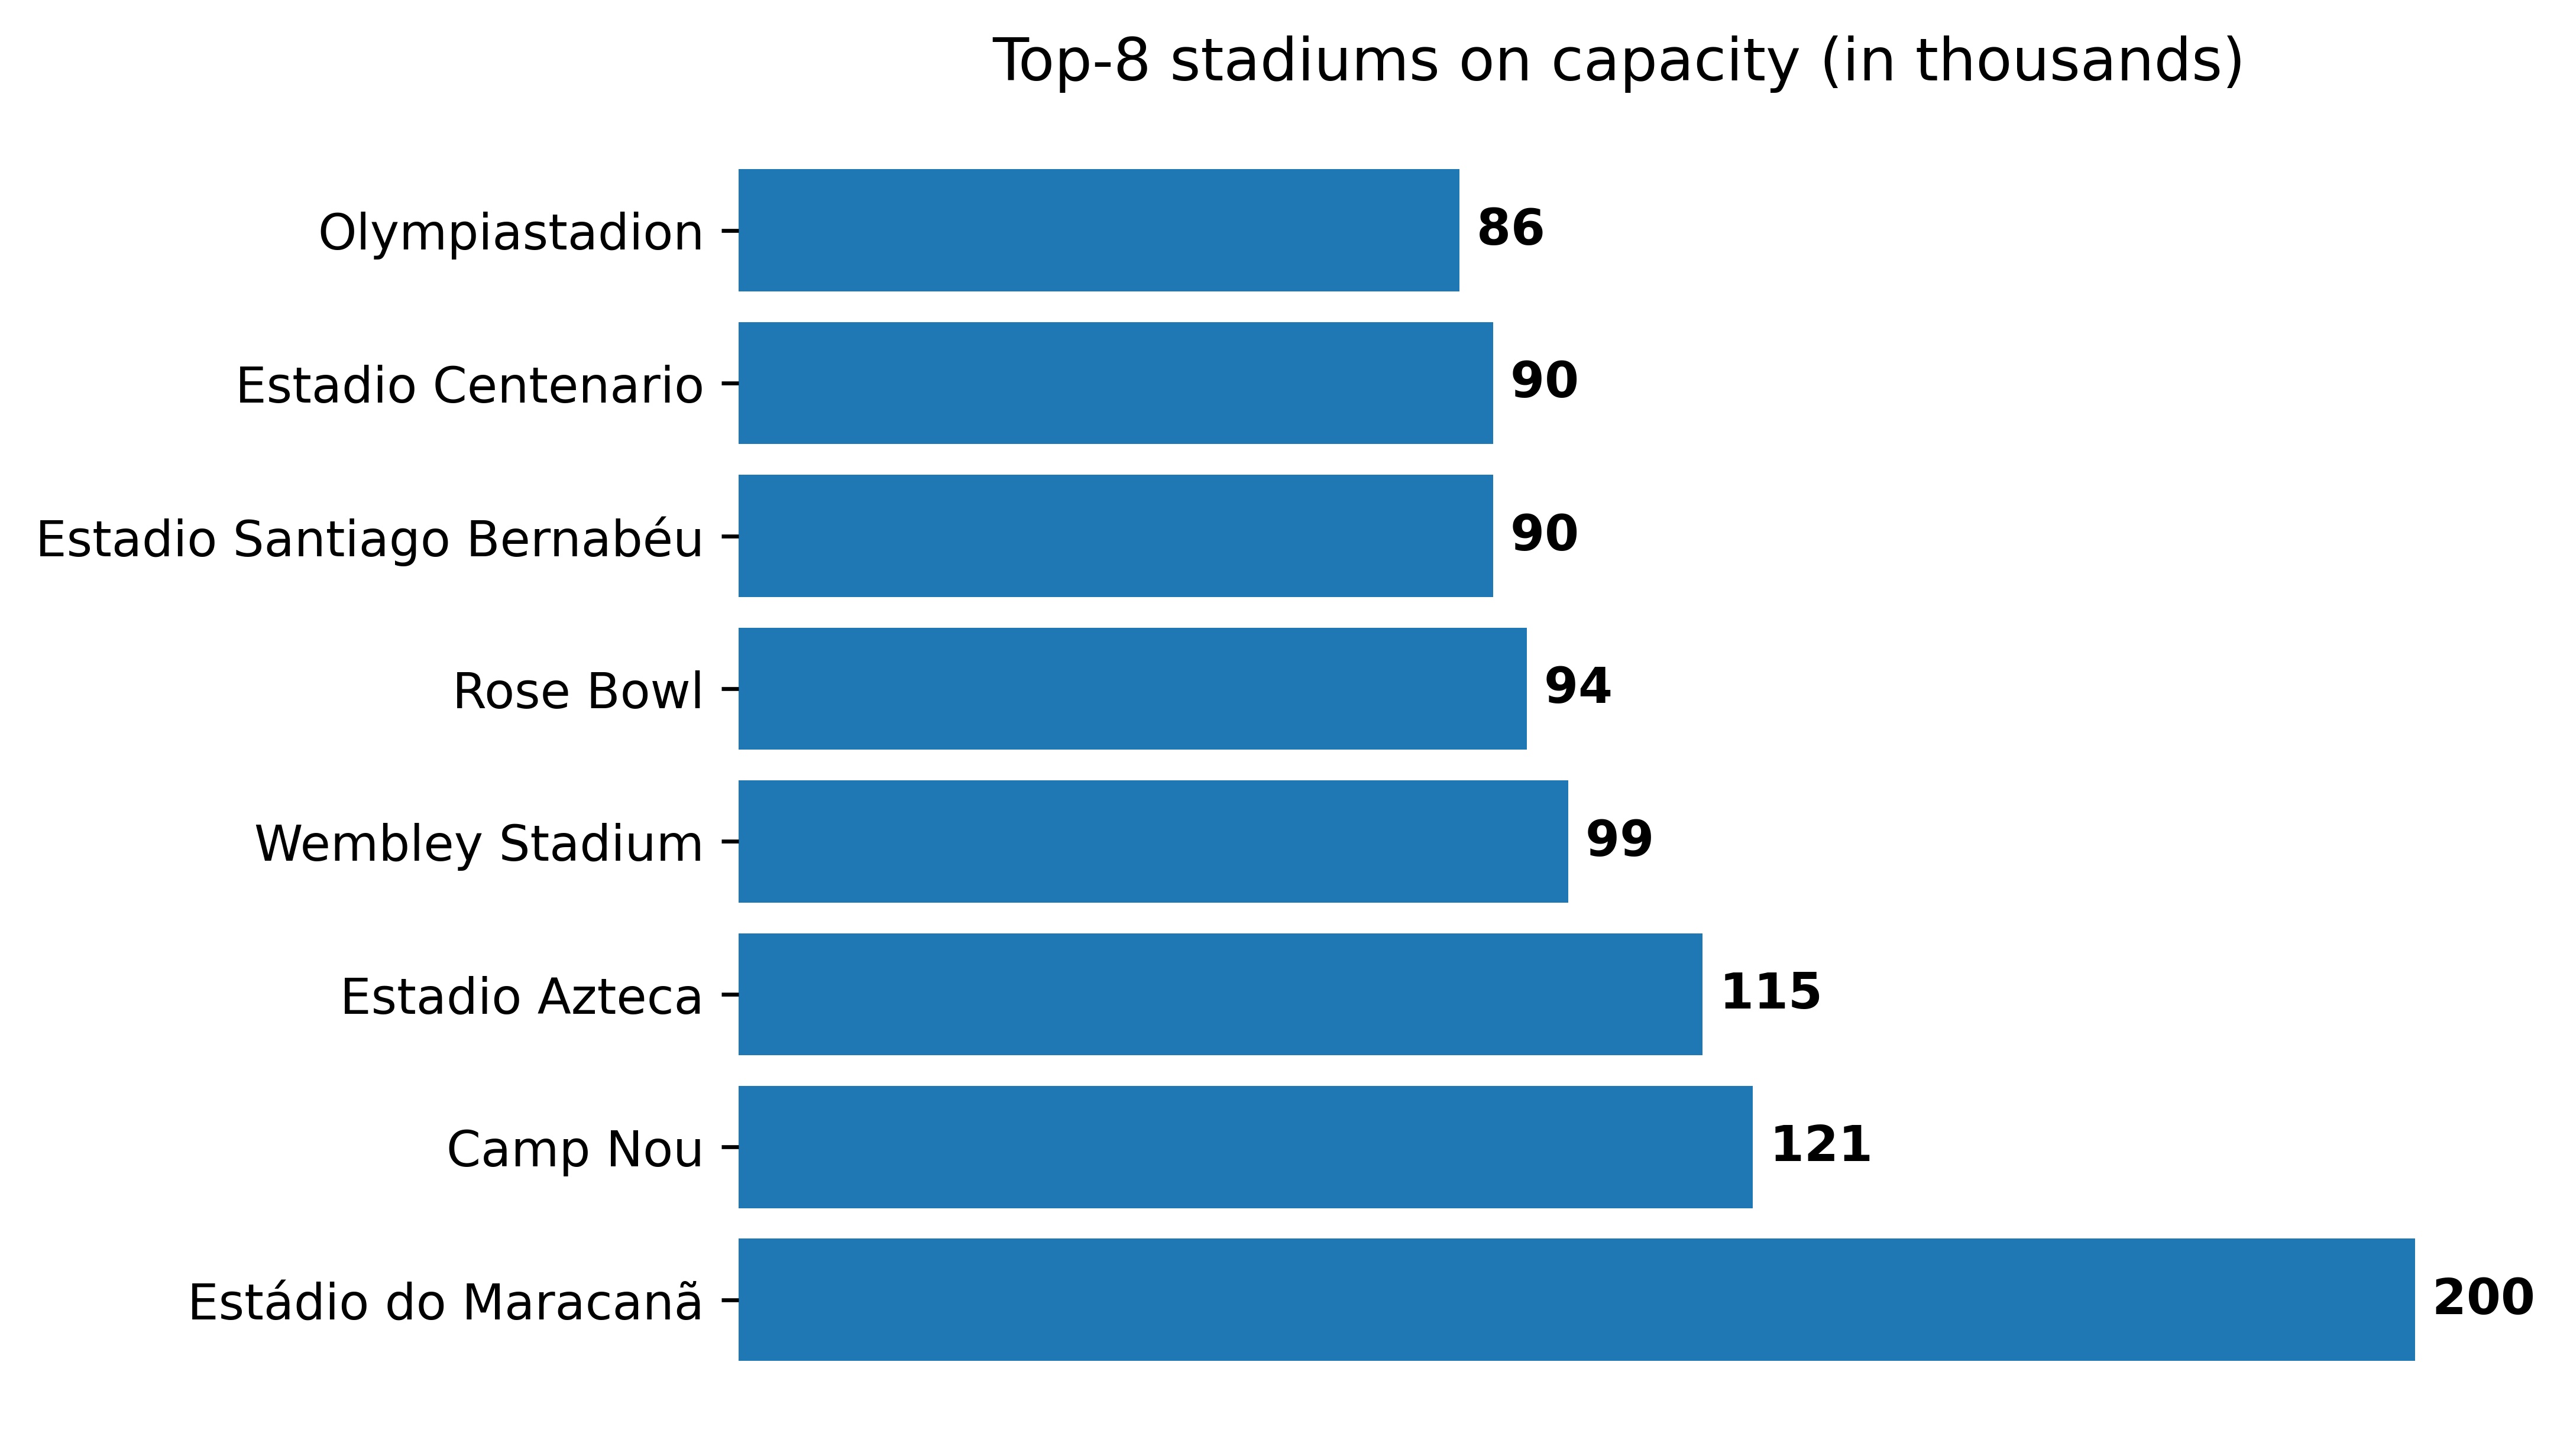 Top-8 stadiums on capacity (in thousands)
Olympiastadion 86
Estadio Centenario 90
Estadio Santiago Bernabéu 90
Rose Bowl 94
Wembley Stadium 99
Estadio Azteca 115
Camp Nou 121
Estádio do Maracanã 200